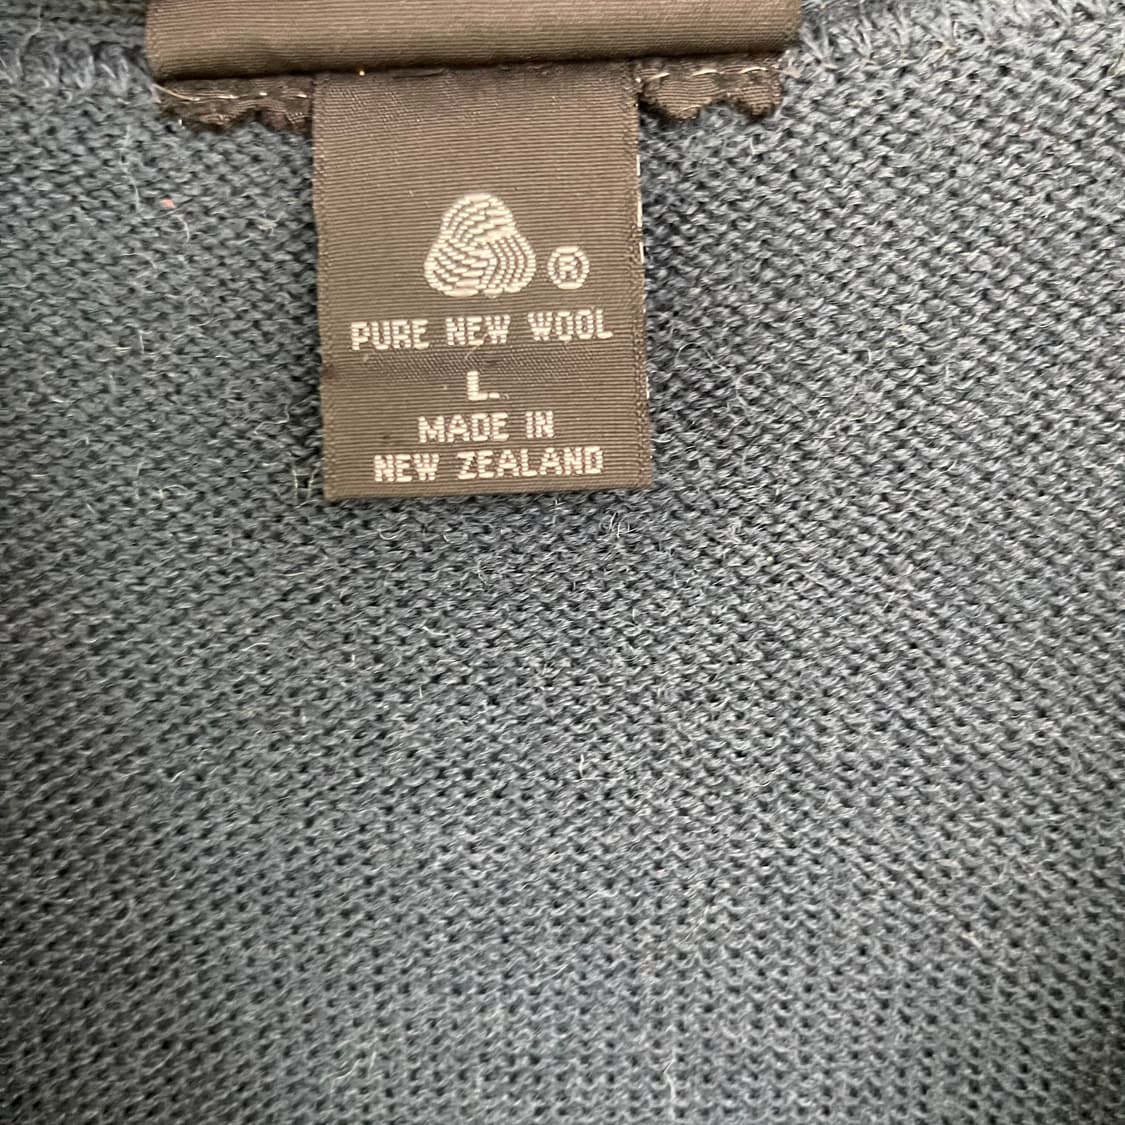 ®
PURE NEW WOOL
L.
MADE IN
NEW ZEALAND